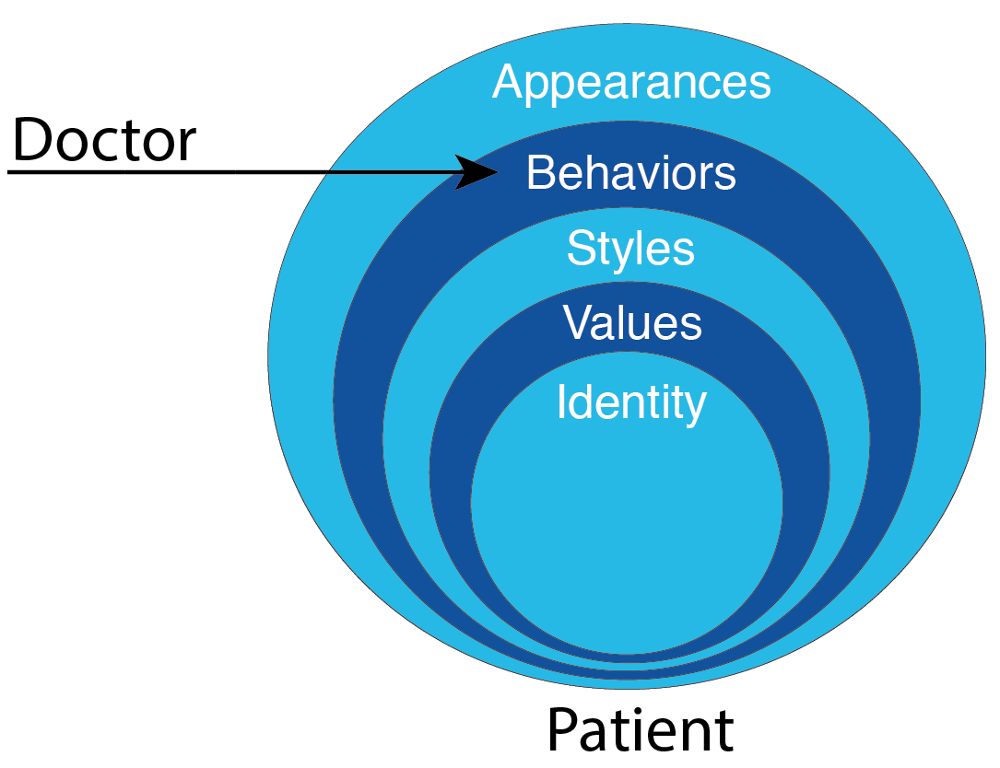 Appearances
Doctor
Behaviors
Styles
Values
Identity
Patient